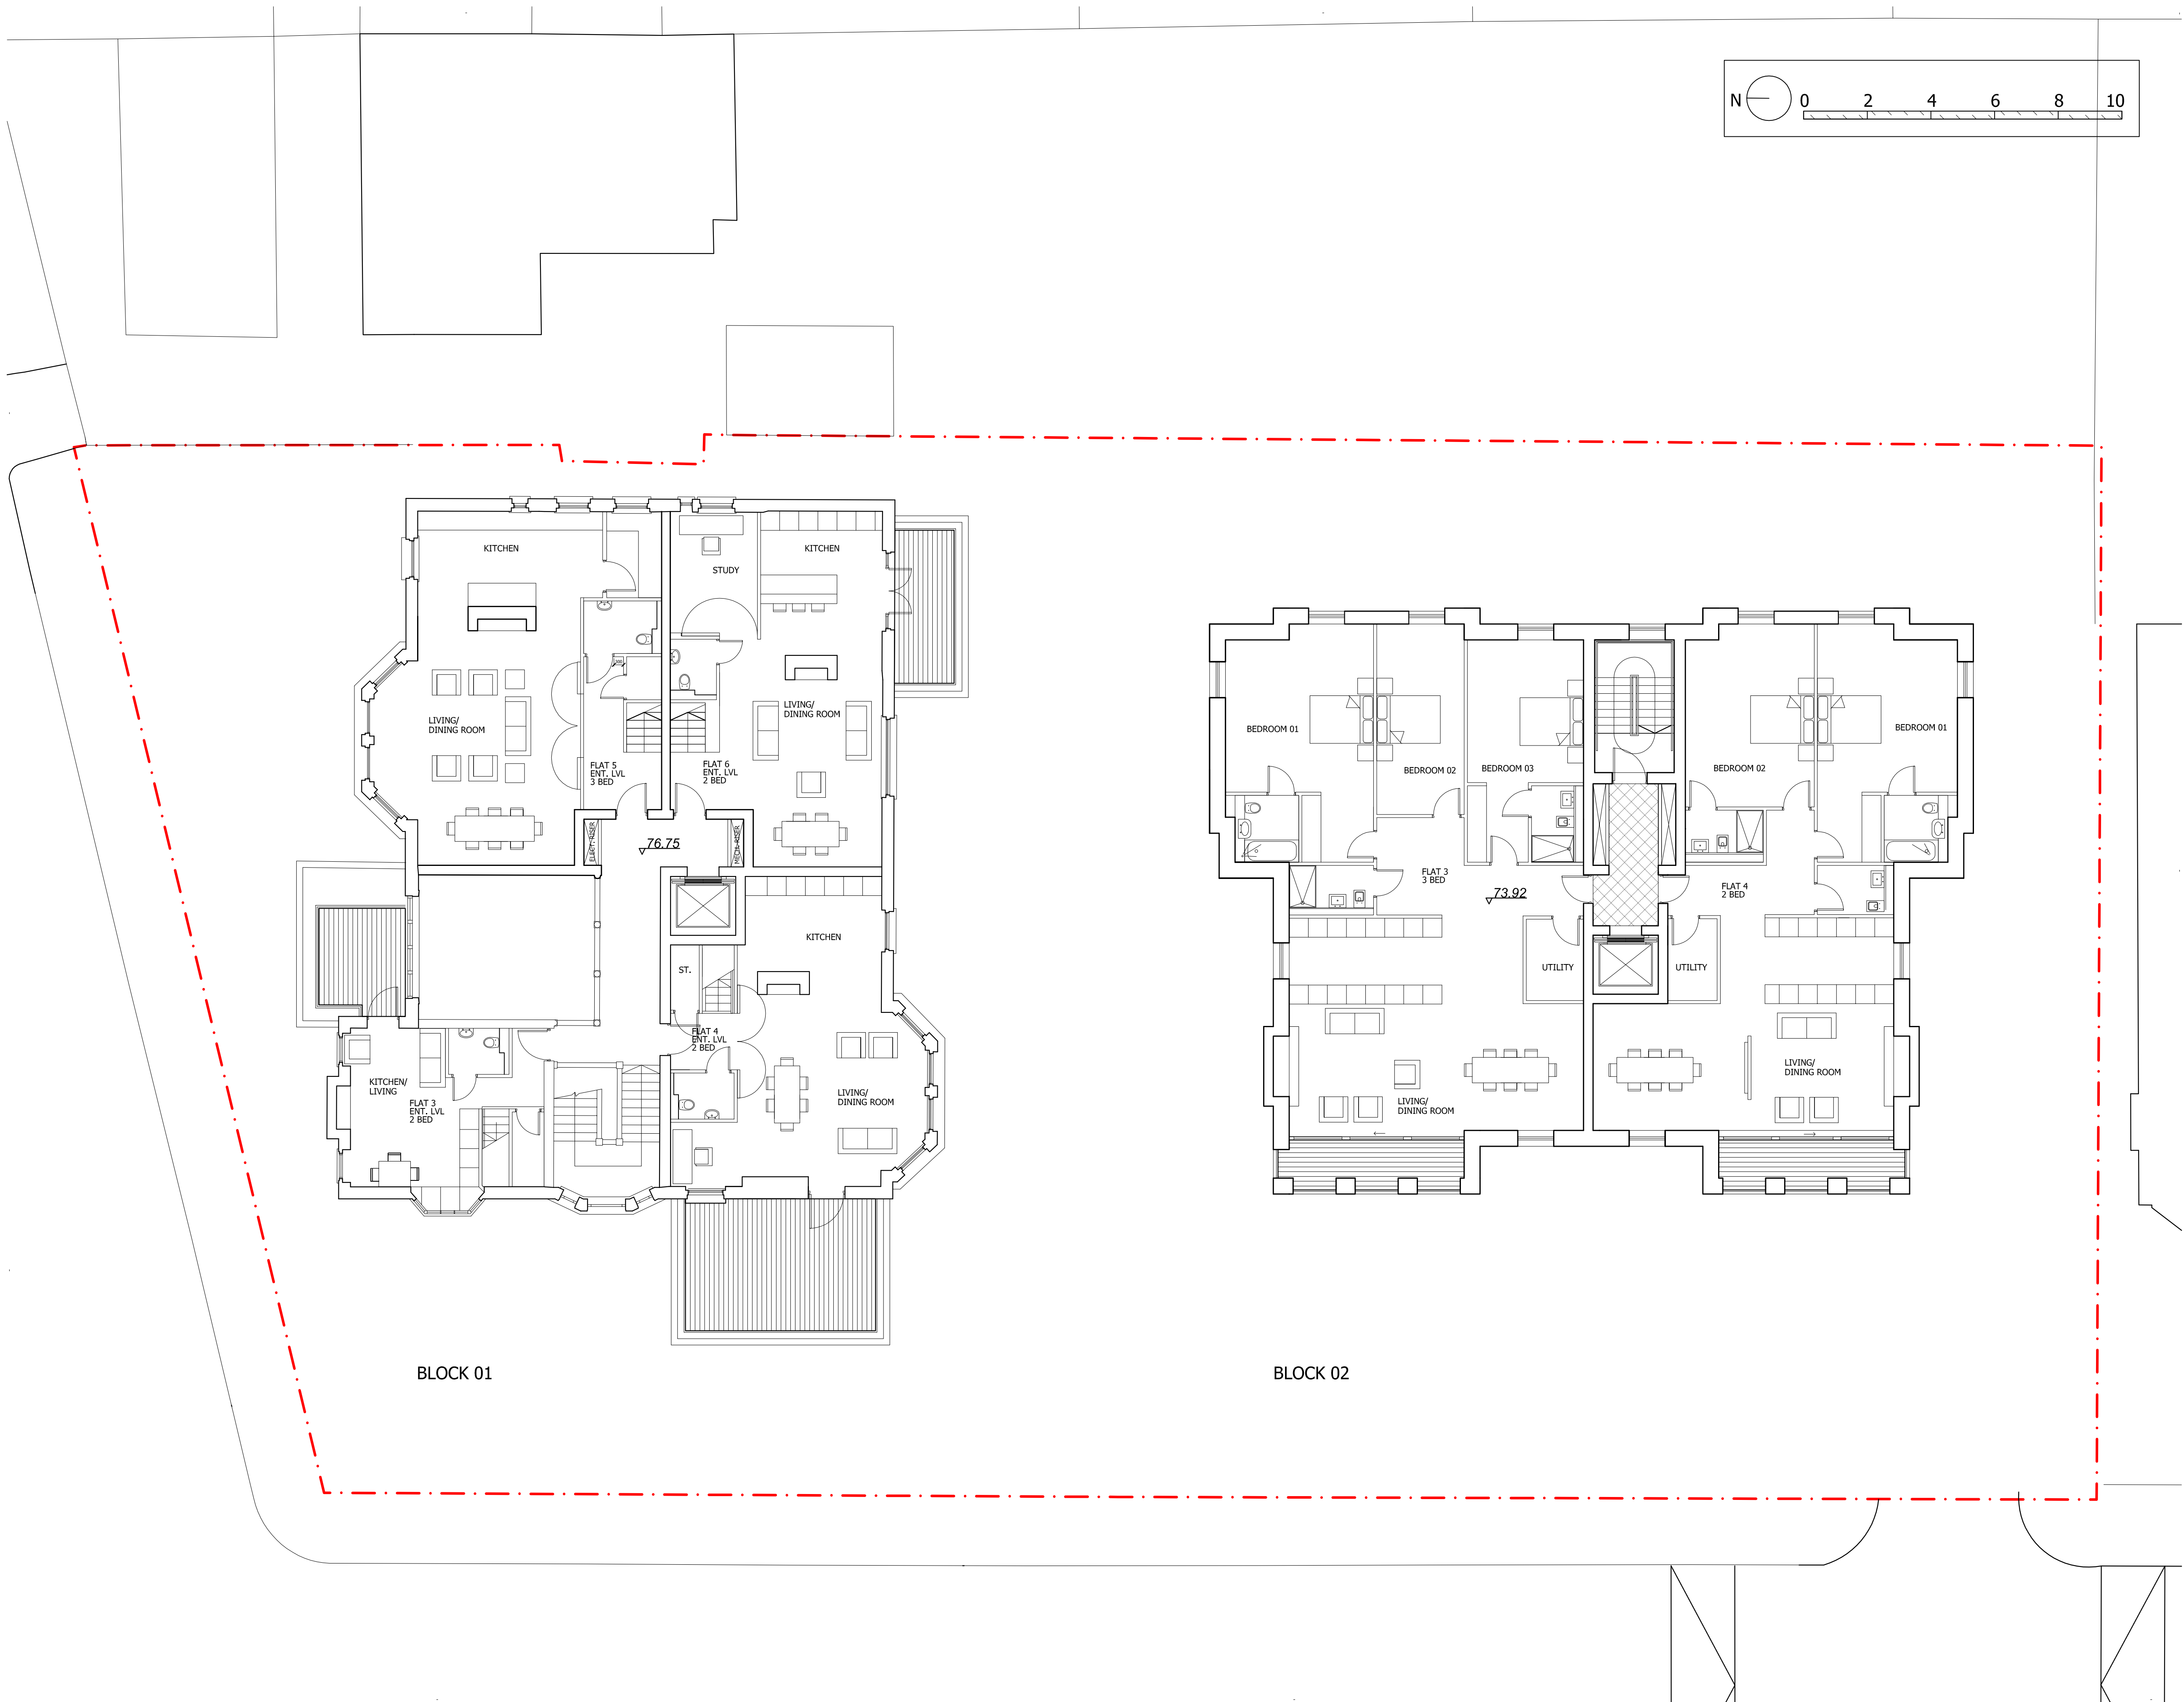 N 0 2 4 6 8 10
KITCHEN
STUDY
KITCHEN
LIVING/
DINING ROOM
LIVING/
DINING ROOM
FLAT 5
ENT. LVL
3 BED
FLAT 6
ENT. LVL
2 BED
ELECT. RISER
76.75
MECH. RISER
KITCHEN
ST.
FLAT 4
ENT. LVL
2 BED
KITCHEN/
LIVING
FLAT 3
ENT. LVL
2 BED
LIVING/
DINING ROOM
BLOCK 01
BEDROOM 01
BEDROOM 02
BEDROOM 03
BEDROOM 02
BEDROOM 01
FLAT 3
3 BED
73.92
FLAT 4
2 BED
UTILITY
UTILITY
LIVING/
DINING ROOM
LIVING/
DINING ROOM
BLOCK 02